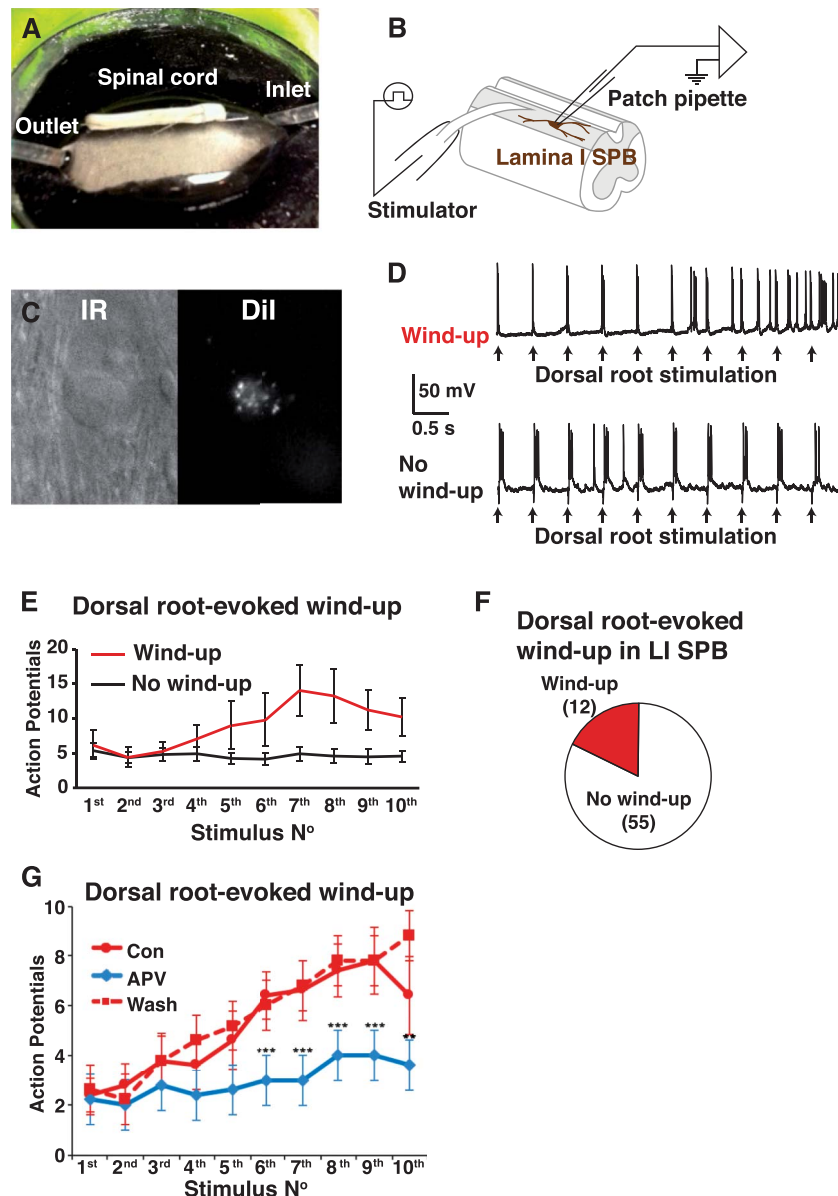 A
Spinal cord
Inlet
Outlet
B
Patch pipette
Lamina I SPB
Stimulator
C
IR
DiI
D
Wind-up
Dorsal root stimulation
50 mV
0.5 s
No
wind-up
Dorsal root stimulation
E
Dorsal root-evoked wind-up
Action Potentials
20
15
10
5
0
Wind-up
No wind-up
1st 2nd 3rd 4th 5th 6th 7th 8th 9th 10th
Stimulus No
F
Dorsal root-evoked
wind-up in LI SPB
Wind-up
(12)
No wind-up
(55)
G
Dorsal root-evoked wind-up
Action Potentials
10
8
6
4
2
0
Con
APV
Wash
*** *** *** *** **
1st 2nd 3rd 4th 5th 6th 7th 8th 9th 10th
Stimulus No